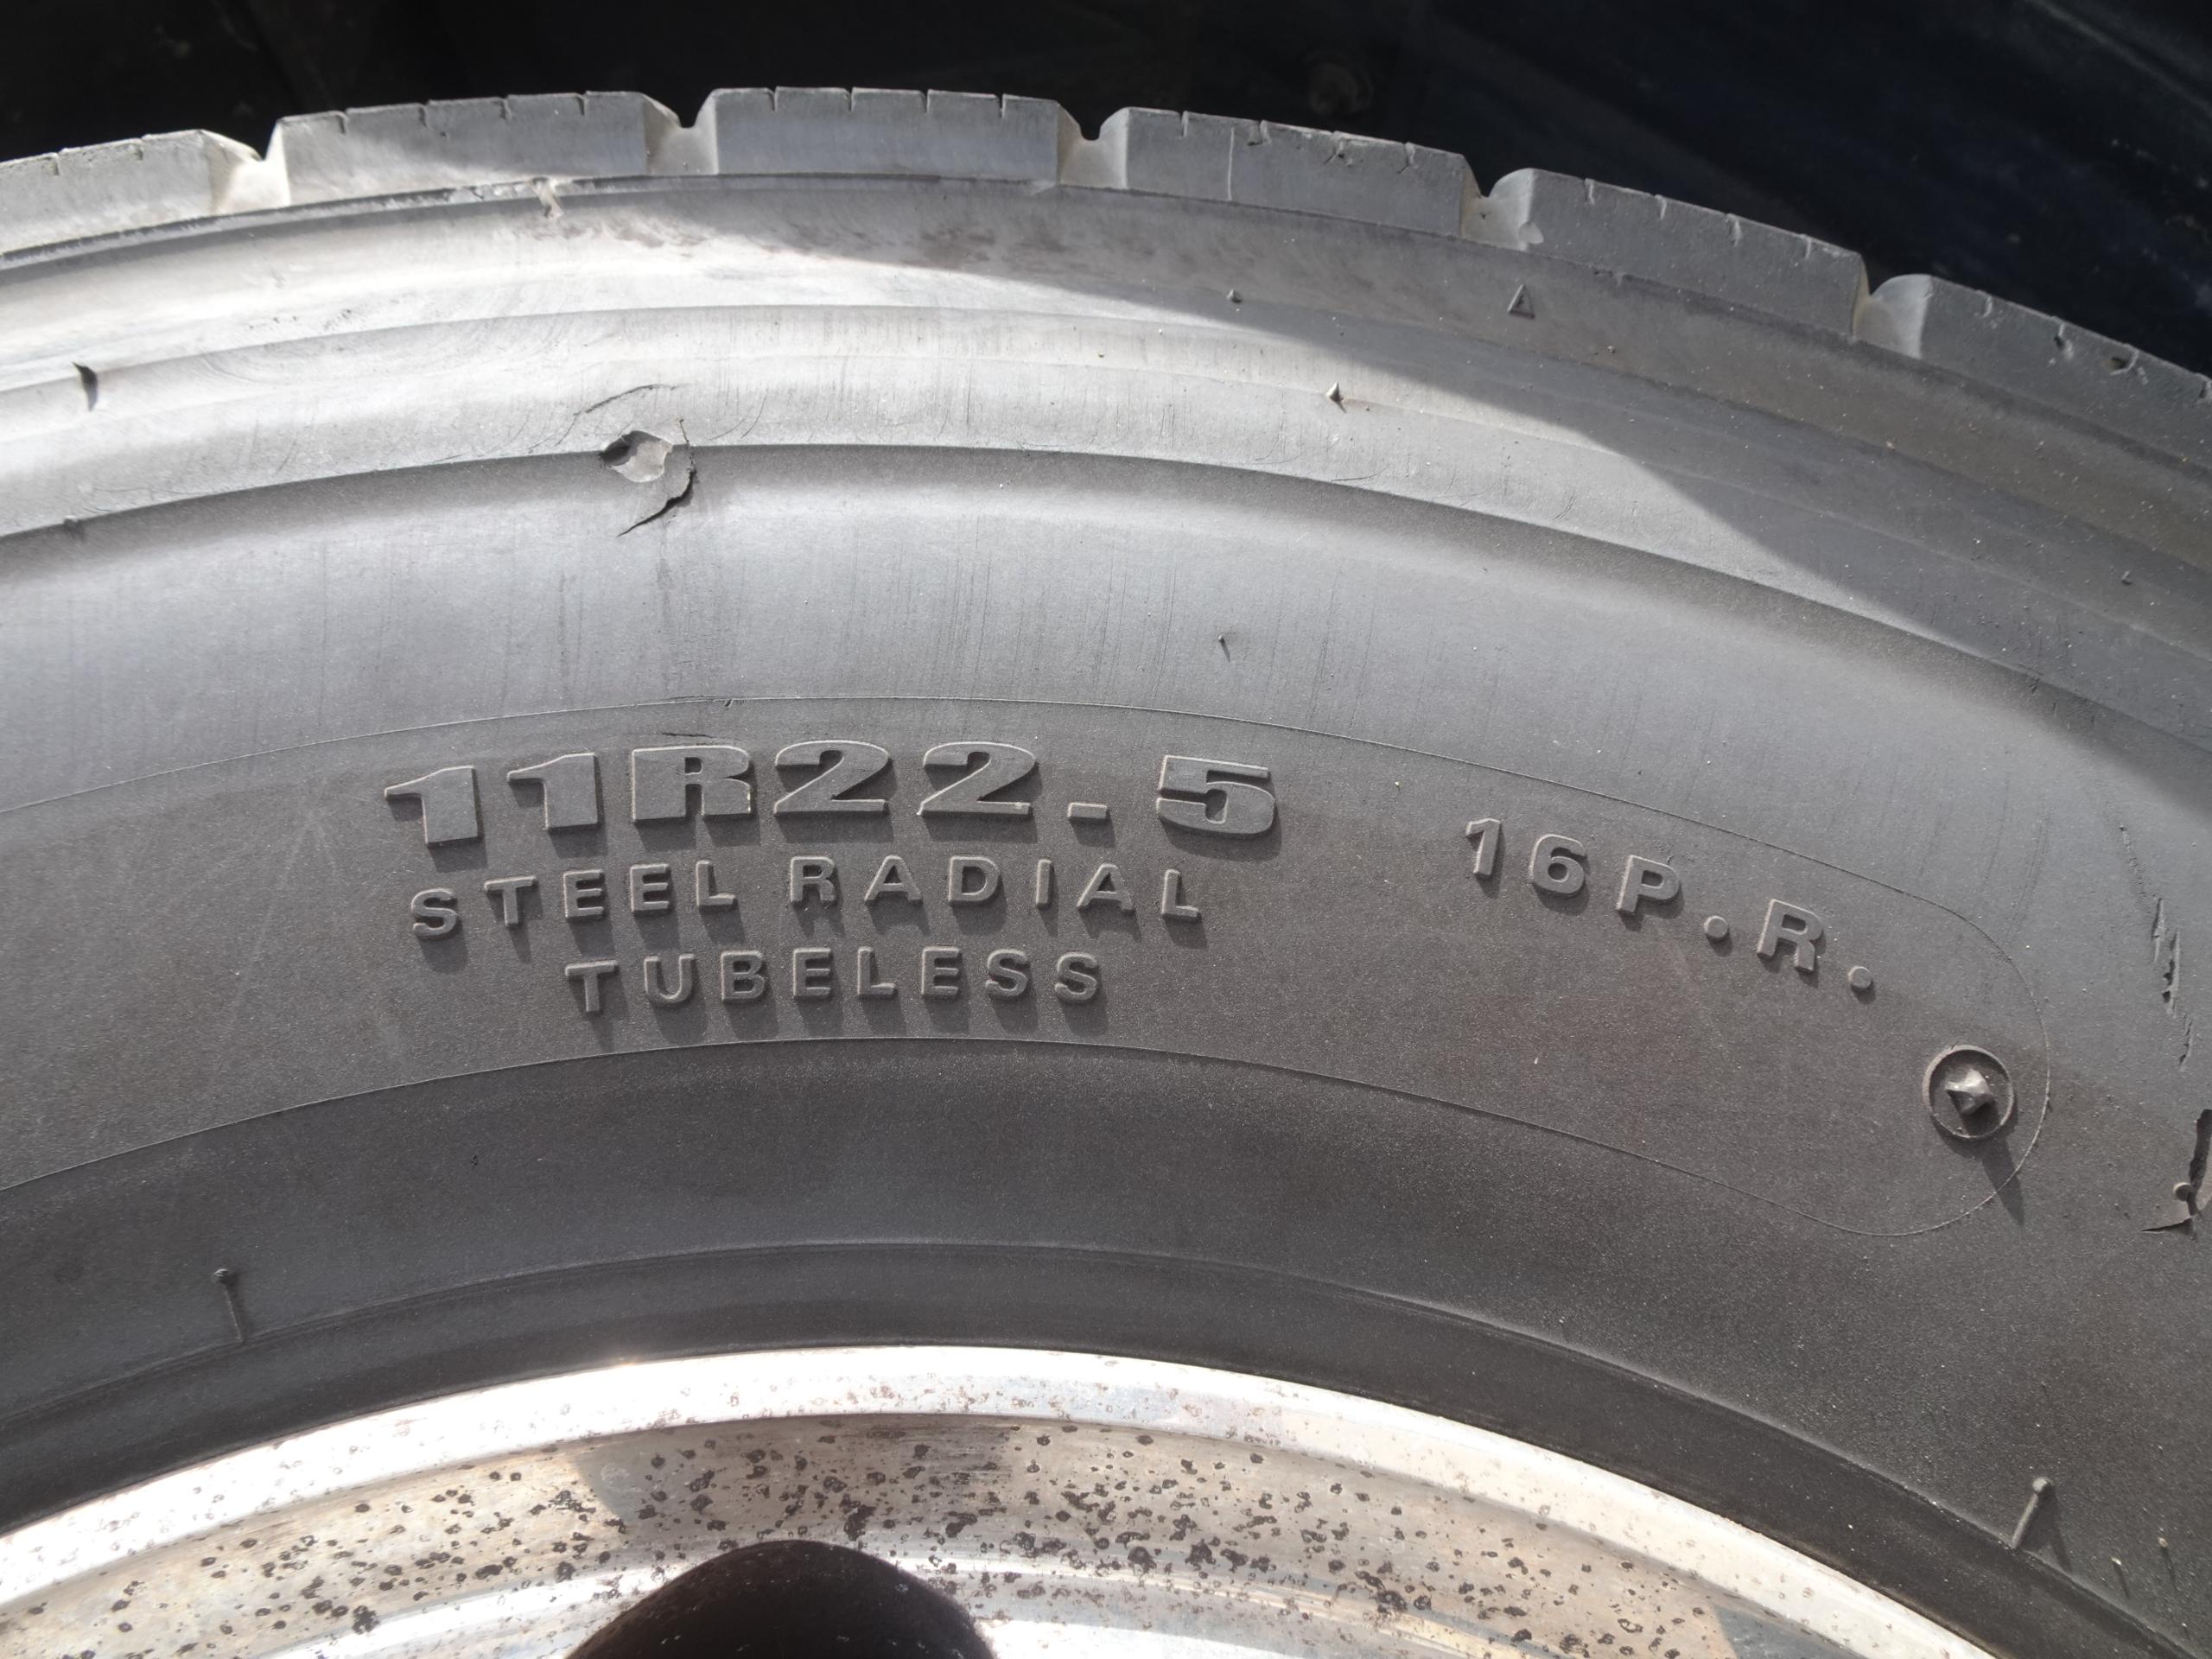 11R22.5 16P.R.
STEEL RADIAL
TUBELESS